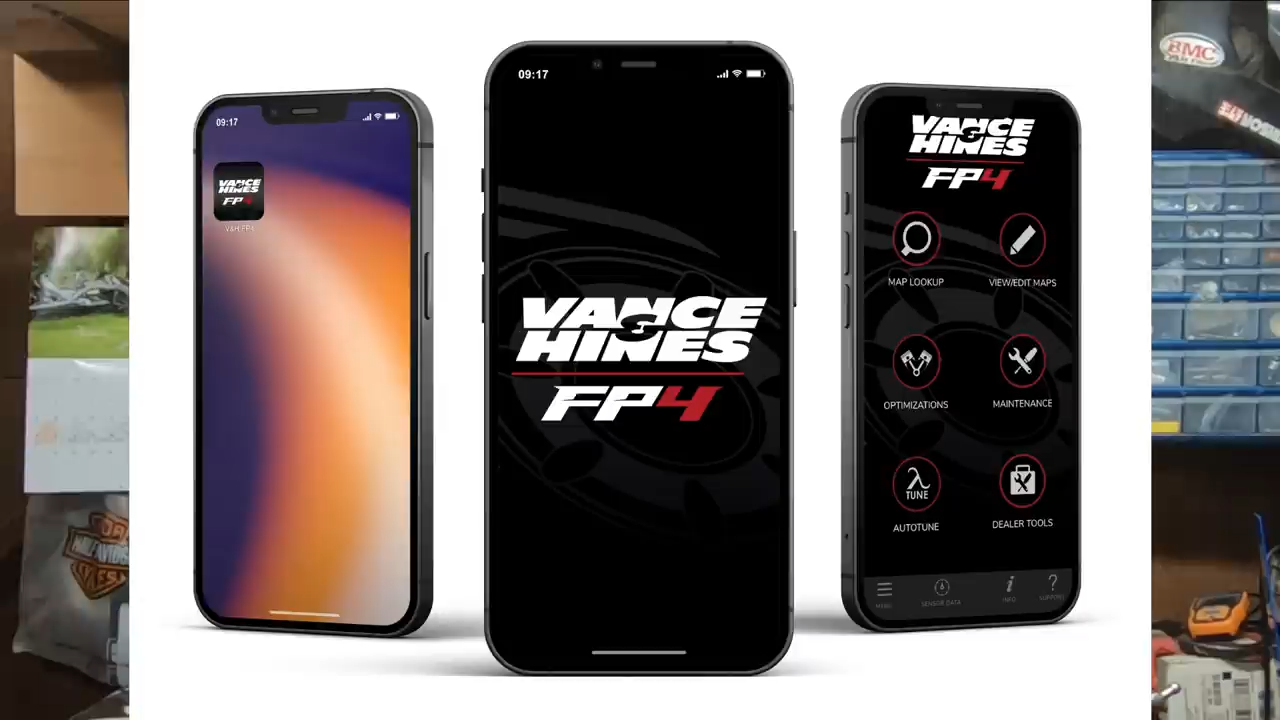 09:17
VANCE
& HINES
FP4
V&H FP4
09:17
VANCE
& HINES
FP4
VANCE
& HINES
FP4
MAP LOOKUP
VIEW/EDIT MAPS
OPTIMIZATIONS
MAINTENANCE
λ
TUNE
AUTOTUNE
DEALER TOOLS
MENU
SENSOR DATA
INFO
SUPPORT
BMC